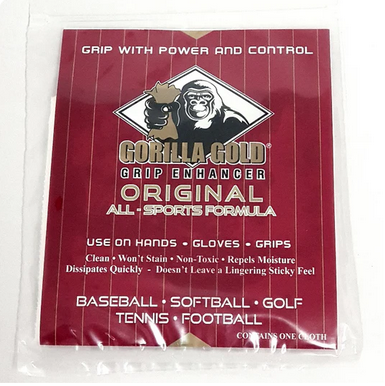 GRIP WITH POWER AND CONTROL
GORILLA GOLD®
GRIP ENHANCER
ORIGINAL
ALL - SPORTS FORMULA
USE ON HANDS • GLOVES • GRIPS
Clean • Won't Stain • Non-Toxic • Repels Moisture
Dissipates Quickly - Doesn't Leave a Lingering Sticky Feel
BASEBALL • SOFTBALL • GOLF
TENNIS • FOOTBALL
CONTAINS ONE CLOTH